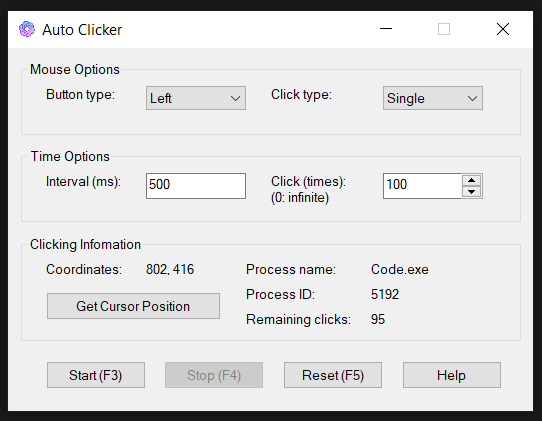 Auto Clicker
Mouse Options
Button type: Left Click type: Single
Time Options
Interval (ms): 500 Click (times): 100
(0: infinite)
Clicking Infomation
Coordinates: 802, 416 Process name: Code.exe
Get Cursor Position Process ID: 5192
Remaining clicks: 95
Start (F3) Stop (F4) Reset (F5) Help